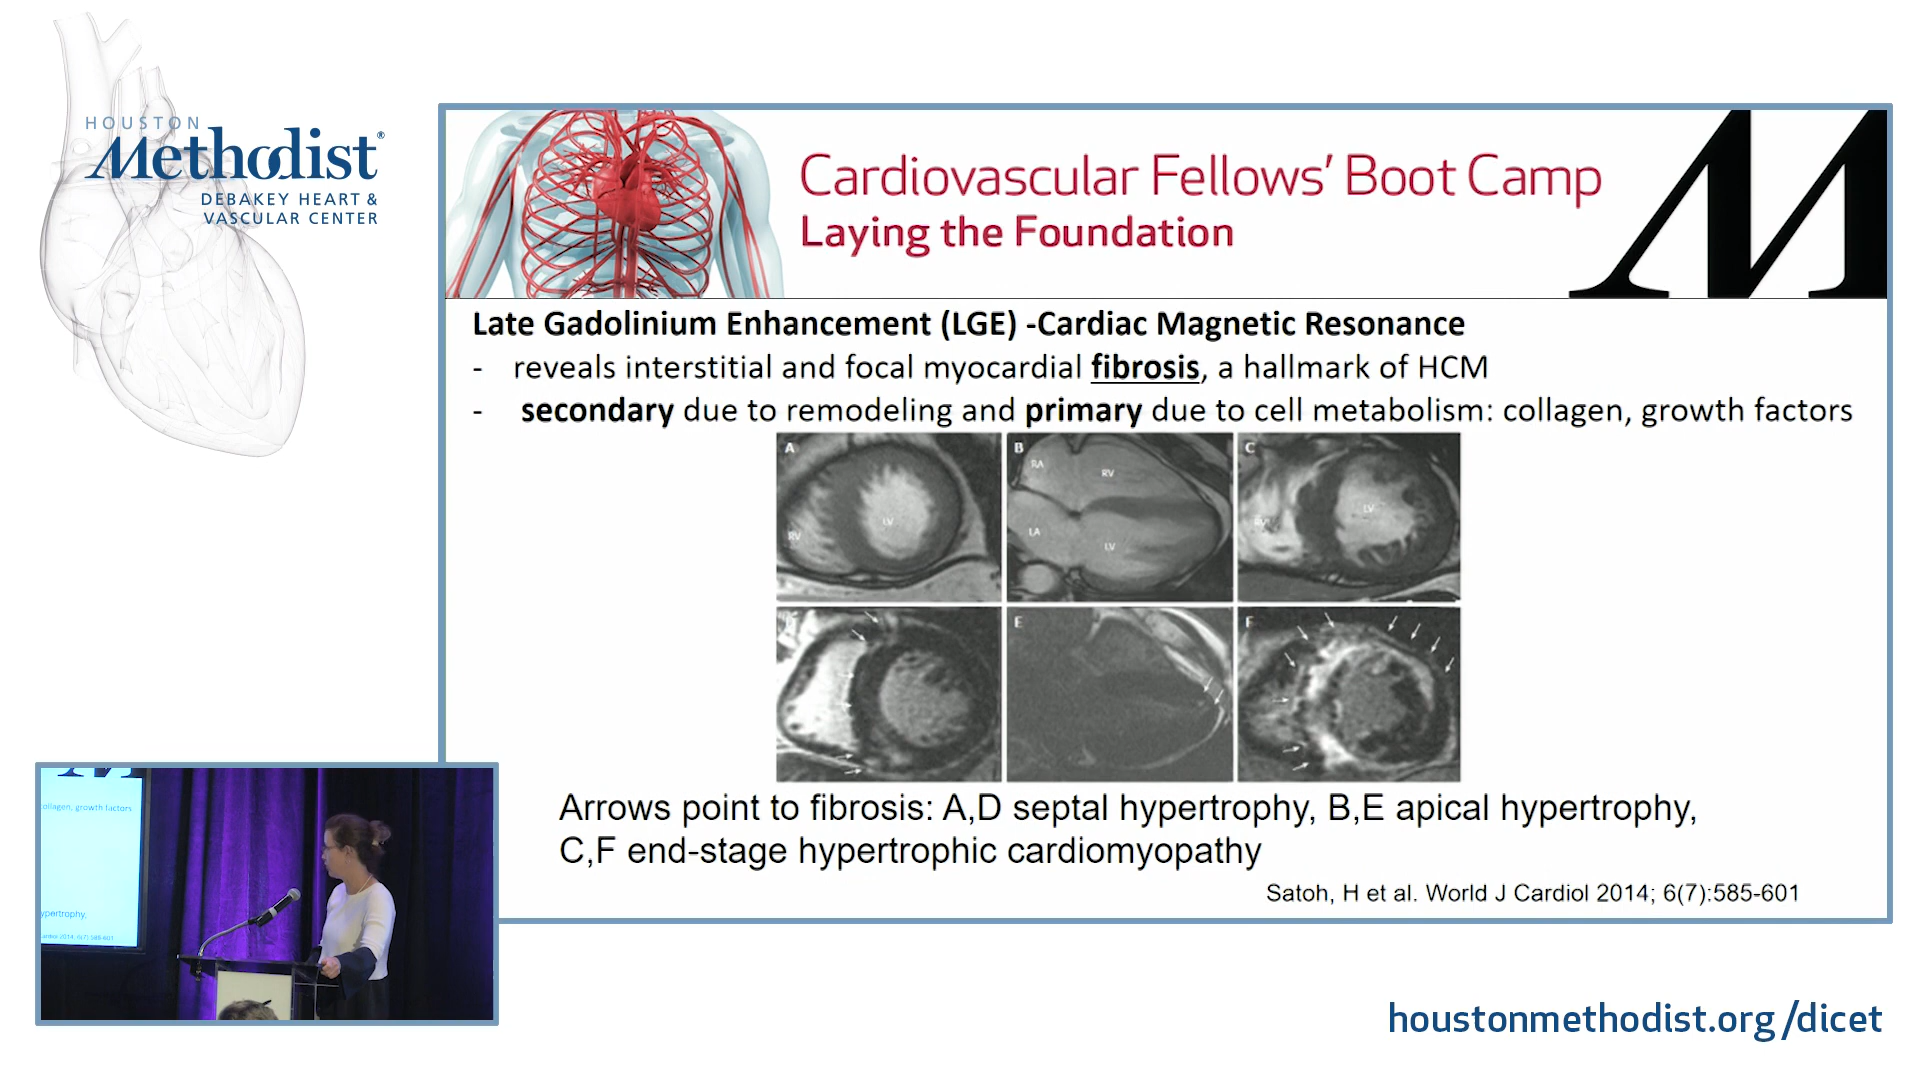 HOUSTON
Methodist®
DEBAKEY HEART &
VASCULAR CENTER
Cardiovascular Fellows' Boot Camp
Laying the Foundation
M
Late Gadolinium Enhancement (LGE) -Cardiac Magnetic Resonance
- reveals interstitial and focal myocardial fibrosis, a hallmark of HCM
- secondary due to remodeling and primary due to cell metabolism: collagen, growth factors
A
RV
LV
B
RA
RV
LA
LV
C
RV
LV
E
F
Arrows point to fibrosis: A,D septal hypertrophy, B,E apical hypertrophy,
C,F end-stage hypertrophic cardiomyopathy
Satoh, H et al. World J Cardiol 2014; 6(7):585-601
ollagen, growth factors
ypertrophy,
houstonmethodist.org/dicet